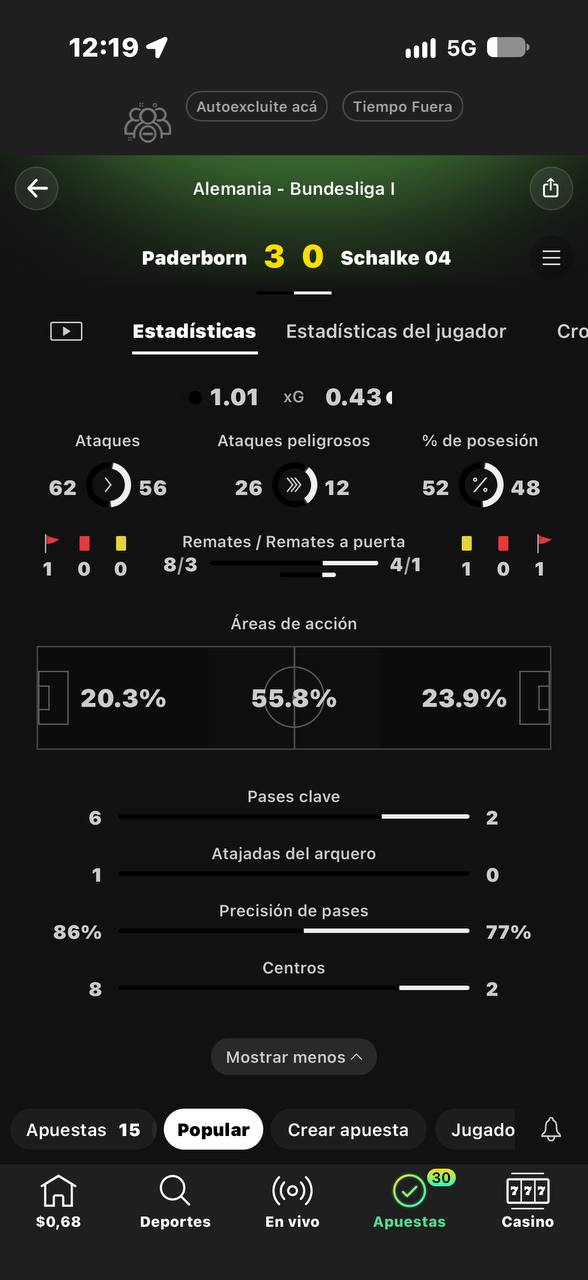 12:19
5G
Autoexcluite acá
Tiempo Fuera
Alemania - Bundesliga I
Paderborn 3 0 Schalke 04
Estadísticas Estadísticas del jugador Cro
1.01 xG 0.43
Ataques Ataques peligrosos % de posesión
62 56 26 12 52 % 48
Remates / Remates a puerta
1 0 0 8/3 4/1 1 0 1
Áreas de acción
20.3% 55.8% 23.9%
Pases clave
6 2
Atajadas del arquero
1 0
Precisión de pases
86% 77%
Centros
8 2
Mostrar menos
Apuestas 15 Popular Crear apuesta Jugado
30
777
$0,68 Deportes En vivo Apuestas Casino